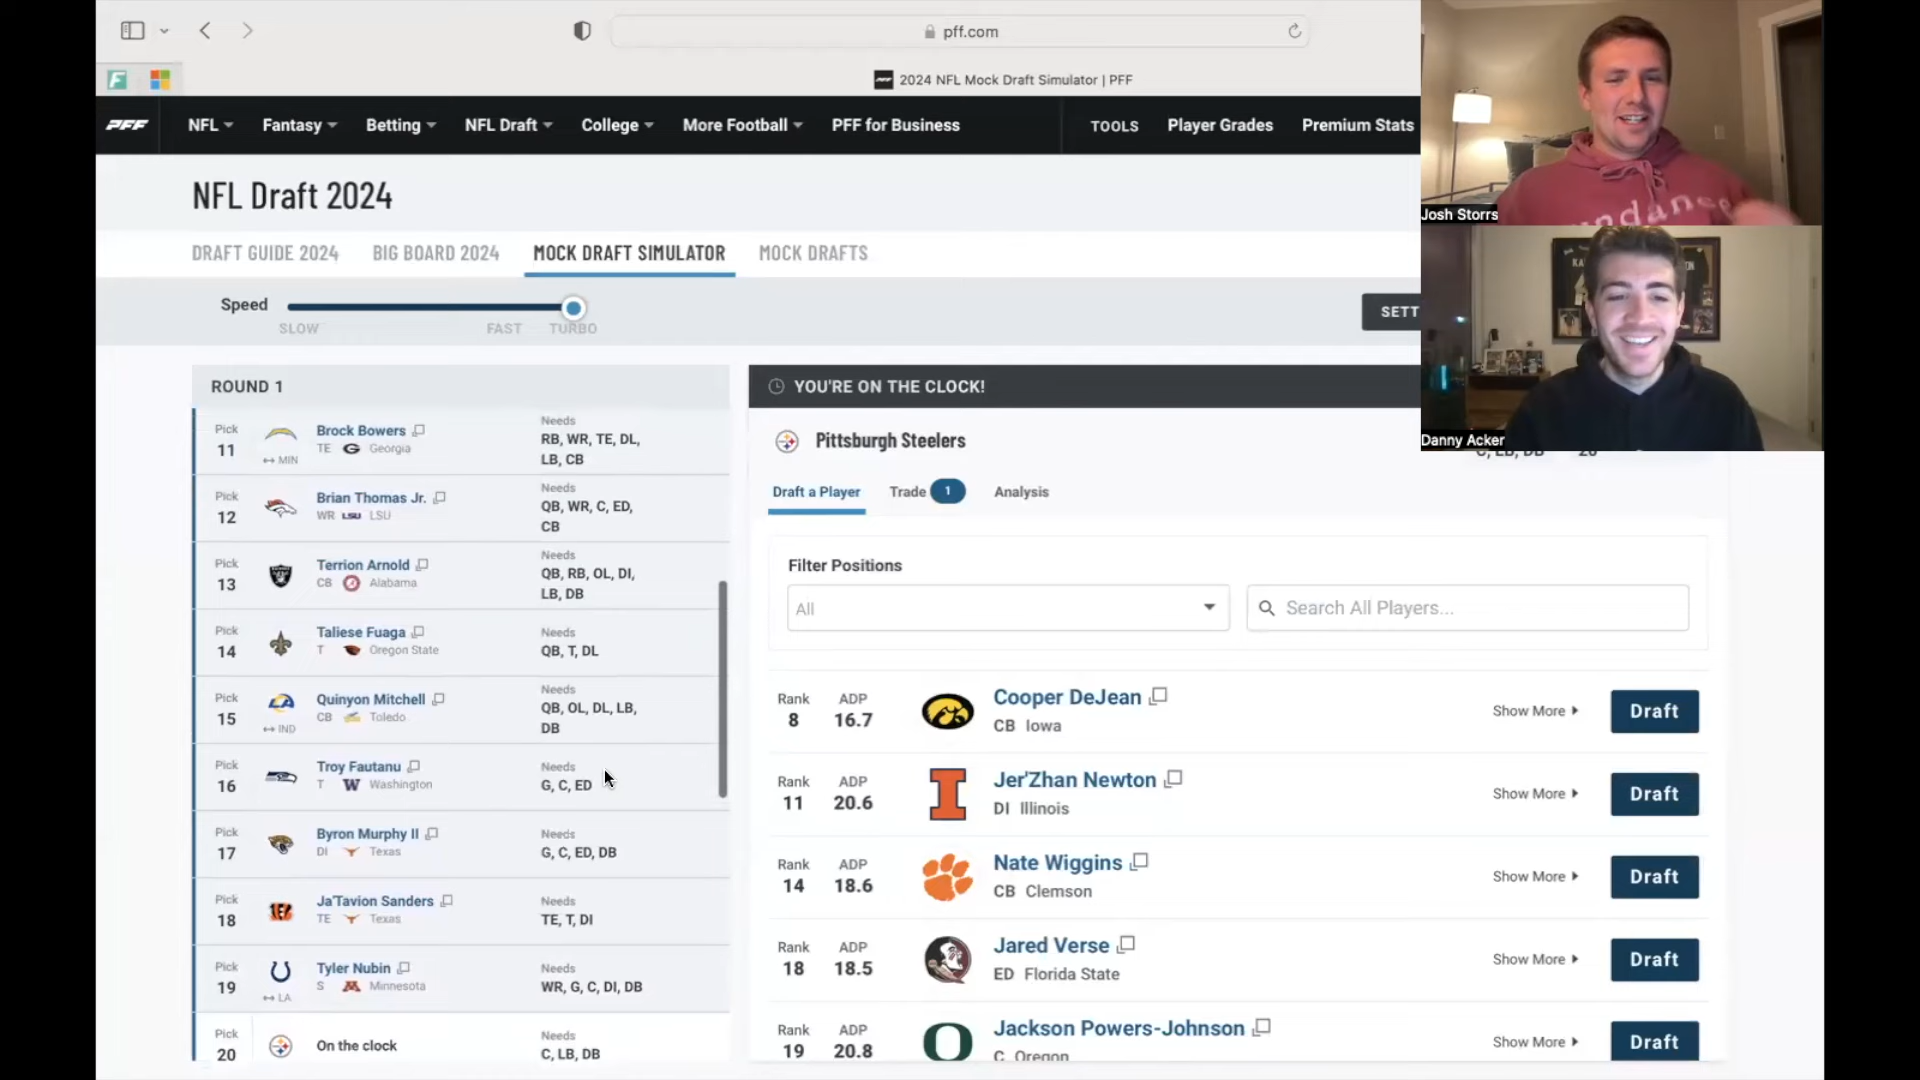 pff.com
2024 NFL Mock Draft Simulator | PFF
PFF NFL Fantasy Betting NFL Draft College More Football PFF for Business TOOLS Player Grades Premium Stats
NFL Draft 2024
DRAFT GUIDE 2024 BIG BOARD 2024 MOCK DRAFT SIMULATOR MOCK DRAFTS
Speed
SLOW FAST TURBO
SETT
Josh Storrs
Danny Acker
ROUND 1
Pick 11
↔ MIN
Brock Bowers
TE Georgia
Needs
RB, WR, TE, DL,
LB, CB
Pick 12
Brian Thomas Jr.
WR LSU LSU
Needs
QB, WR, C, ED,
CB
Pick 13
Terrion Arnold
CB Alabama
Needs
QB, RB, OL, DI,
LB, DB
Pick 14
Taliese Fuaga
T Oregon State
Needs
QB, T, DL
Pick 15
↔ IND
Quinyon Mitchell
CB Toledo
Needs
QB, OL, DL, LB,
DB
Pick 16
Troy Fautanu
T Washington
Needs
G, C, ED
Pick 17
Byron Murphy II
DI Texas
Needs
G, C, ED, DB
Pick 18
Ja'Tavion Sanders
TE Texas
Needs
TE, T, DI
Pick 19
↔ LA
Tyler Nubin
S Minnesota
Needs
WR, G, C, DI, DB
Pick 20
On the clock
Needs
C, LB, DB
YOU'RE ON THE CLOCK!
Pittsburgh Steelers
Draft a Player Trade 1 Analysis
Filter Positions
All
Search All Players...
Rank 8
ADP 16.7
Cooper DeJean
CB Iowa
Show More
Draft
Rank 11
ADP 20.6
Jer'Zhan Newton
DI Illinois
Show More
Draft
Rank 14
ADP 18.6
Nate Wiggins
CB Clemson
Show More
Draft
Rank 18
ADP 18.5
Jared Verse
ED Florida State
Show More
Draft
Rank 19
ADP 20.8
Jackson Powers-Johnson
C Oregon
Show More
Draft